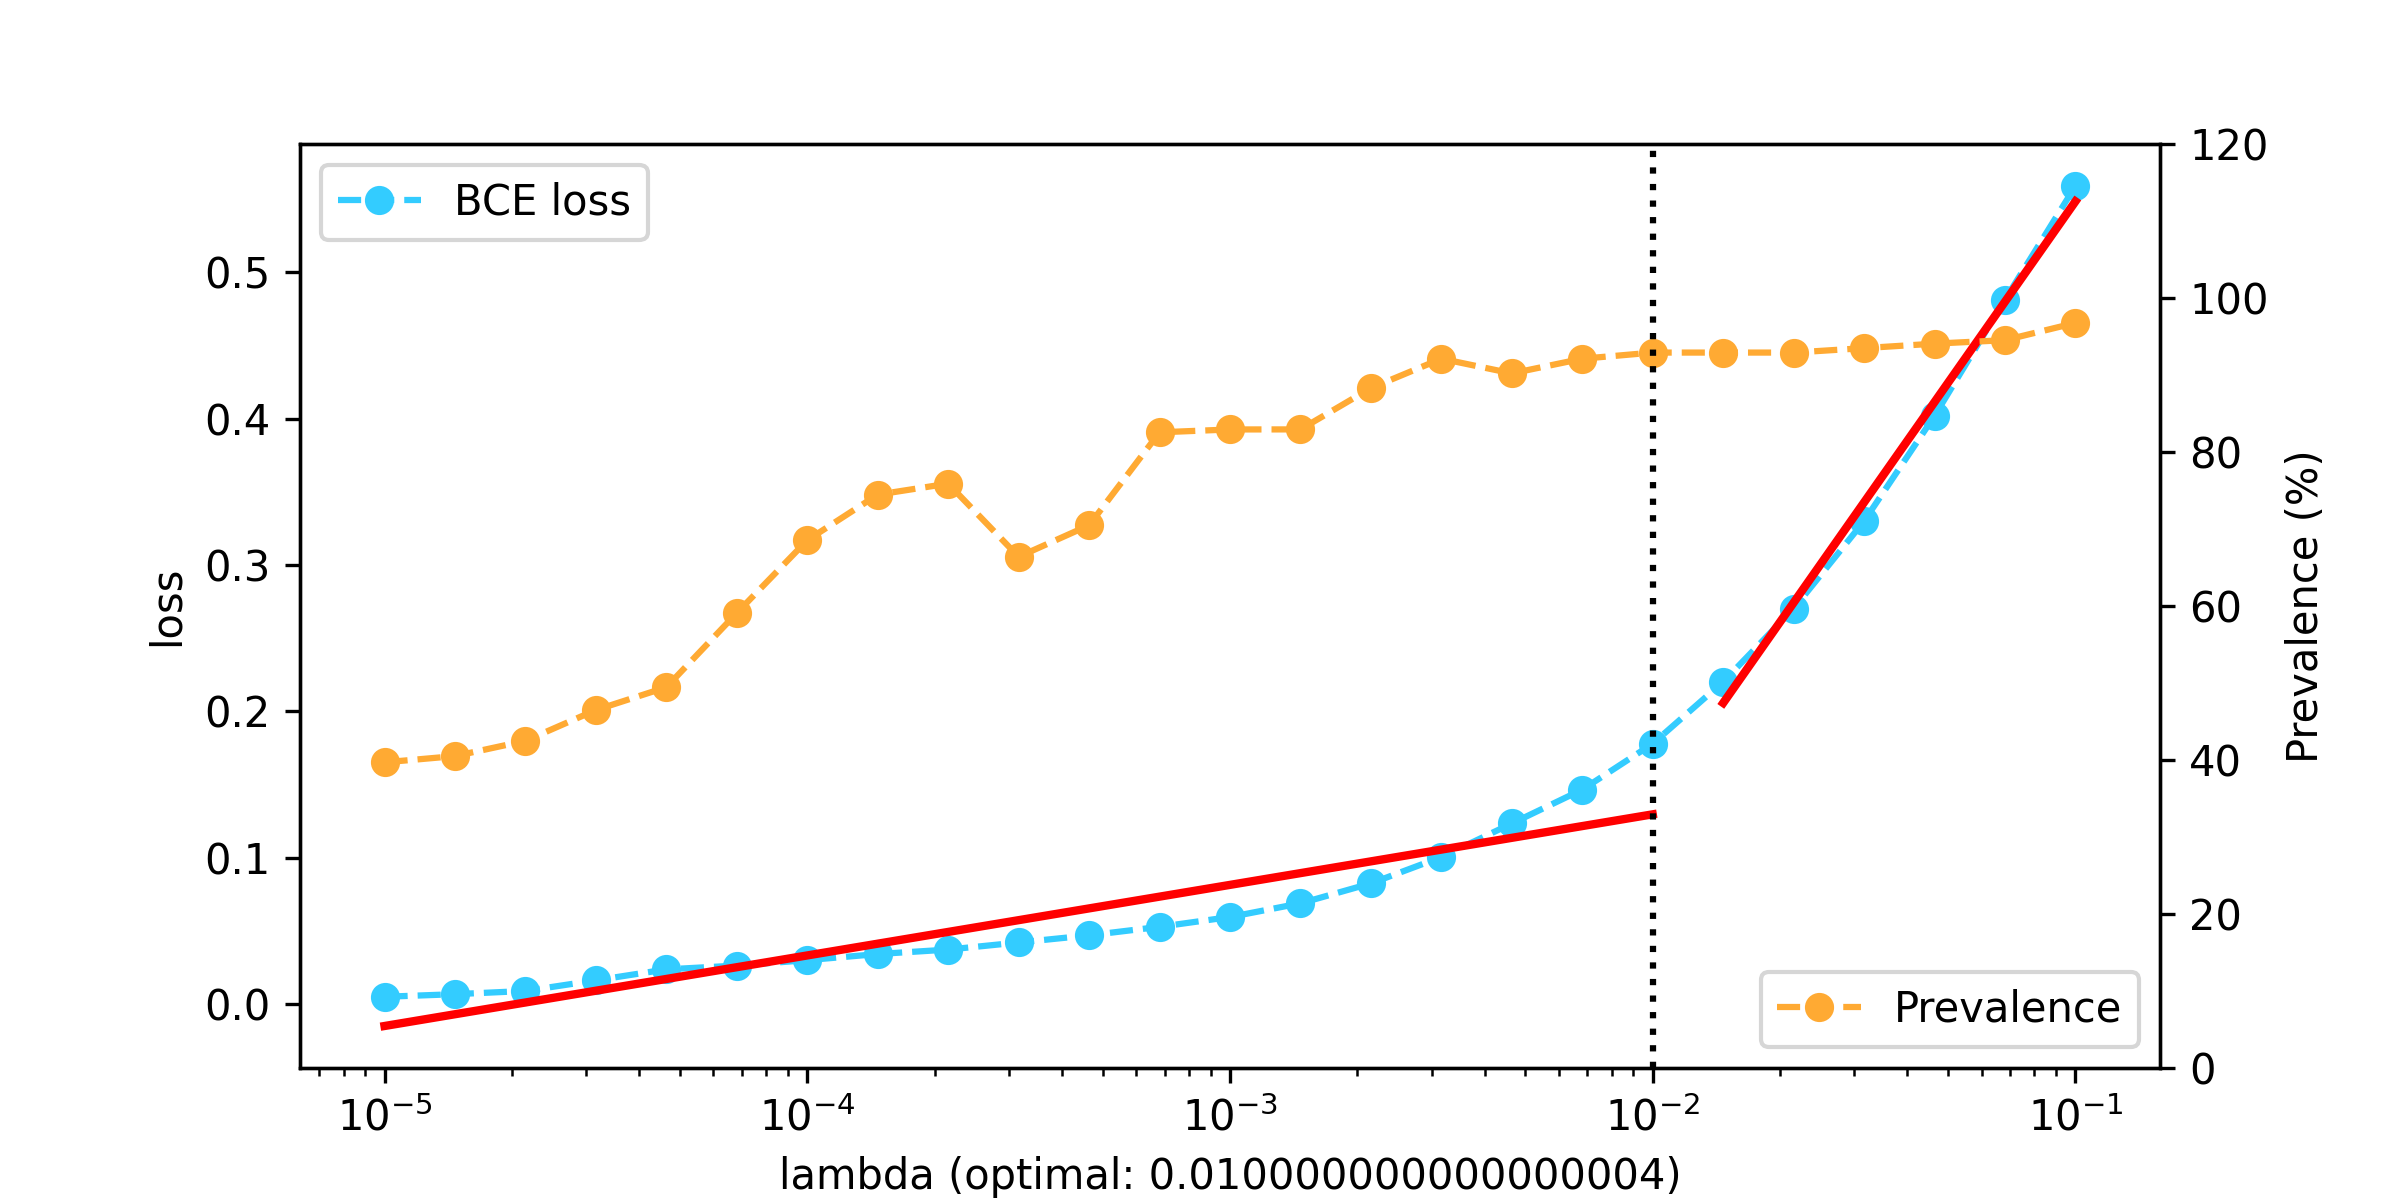 BCE loss
loss
0.5
0.4
0.3
0.2
0.1
0.0
120
100
80
60
40
20
0
Prevalence (%)
Prevalence
10⁻⁵ 10⁻⁴ 10⁻³ 10⁻² 10⁻¹
lambda (optimal: 0.010000000000000004)